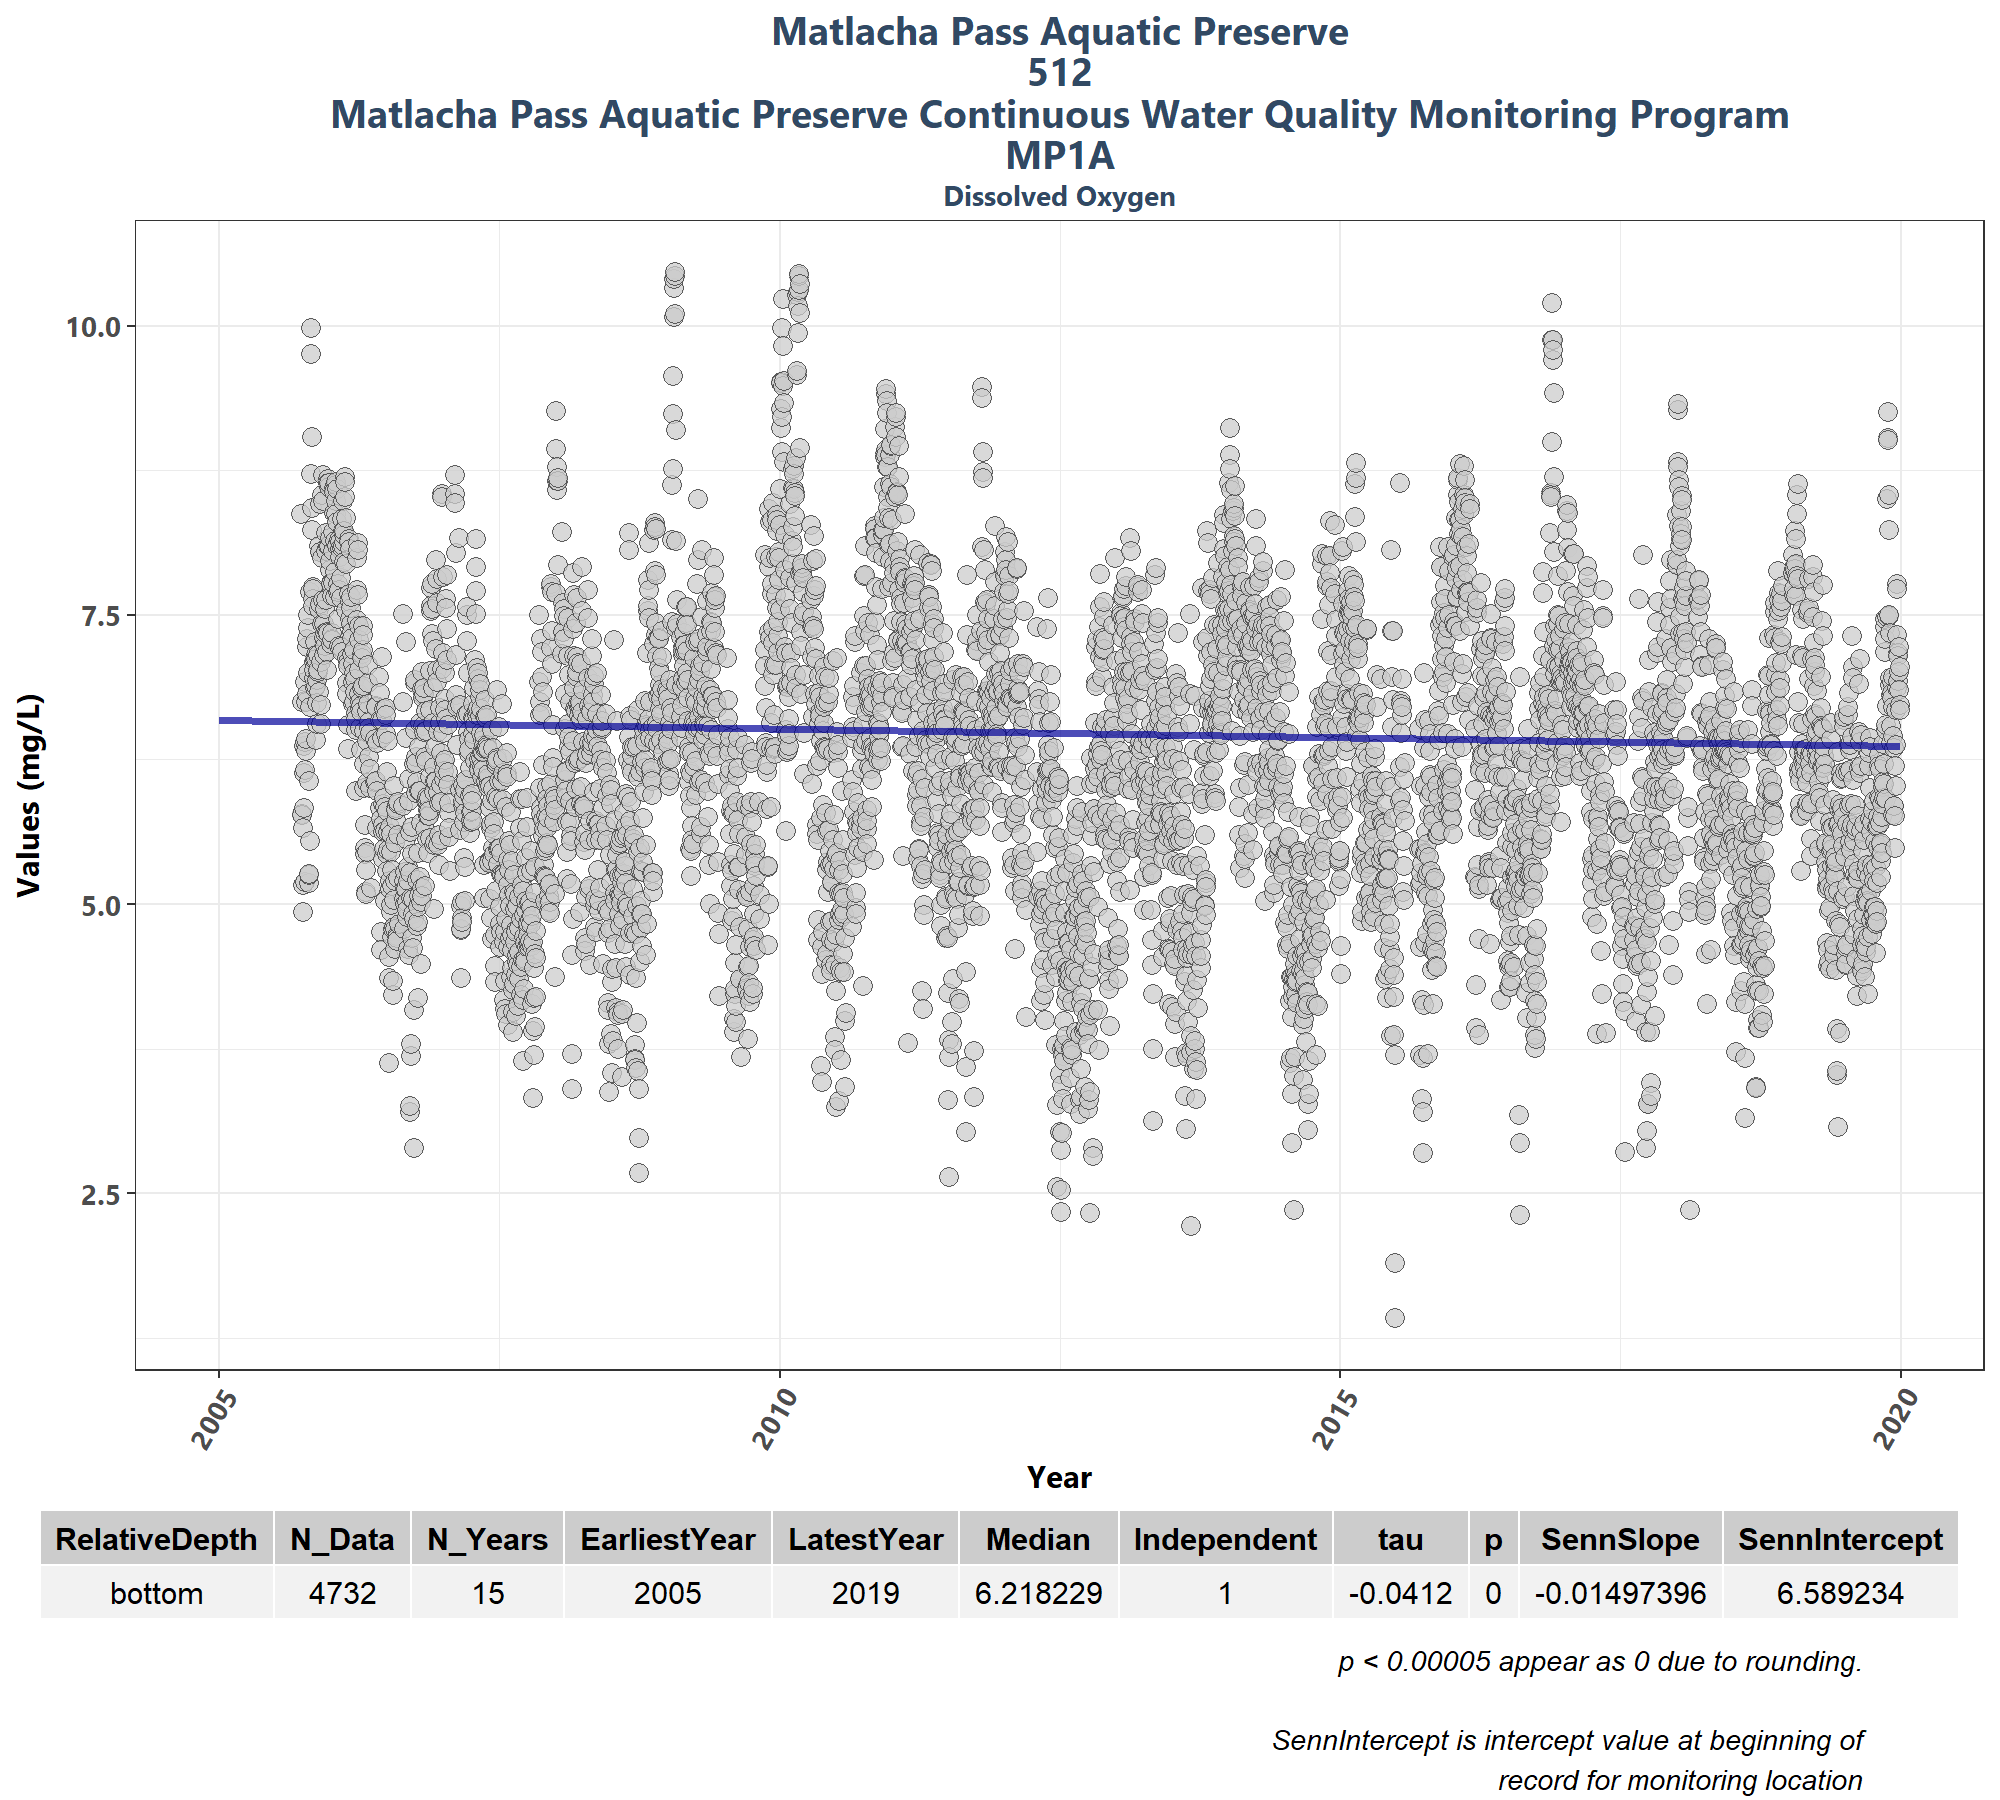 Matlacha Pass Aquatic Preserve
512
Matlacha Pass Aquatic Preserve Continuous Water Quality Monitoring Program
MP1A
Dissolved Oxygen
Values (mg/L)
10.0
7.5
5.0
2.5
2005 2010 2015 2020
Year
RelativeDepth N_Data N_Years EarliestYear LatestYear Median Independent tau p SennSlope SennIntercept
bottom 4732 15 2005 2019 6.218229 1 -0.0412 0 -0.01497396 6.589234
p < 0.00005 appear as 0 due to rounding.
SennIntercept is intercept value at beginning of
record for monitoring location